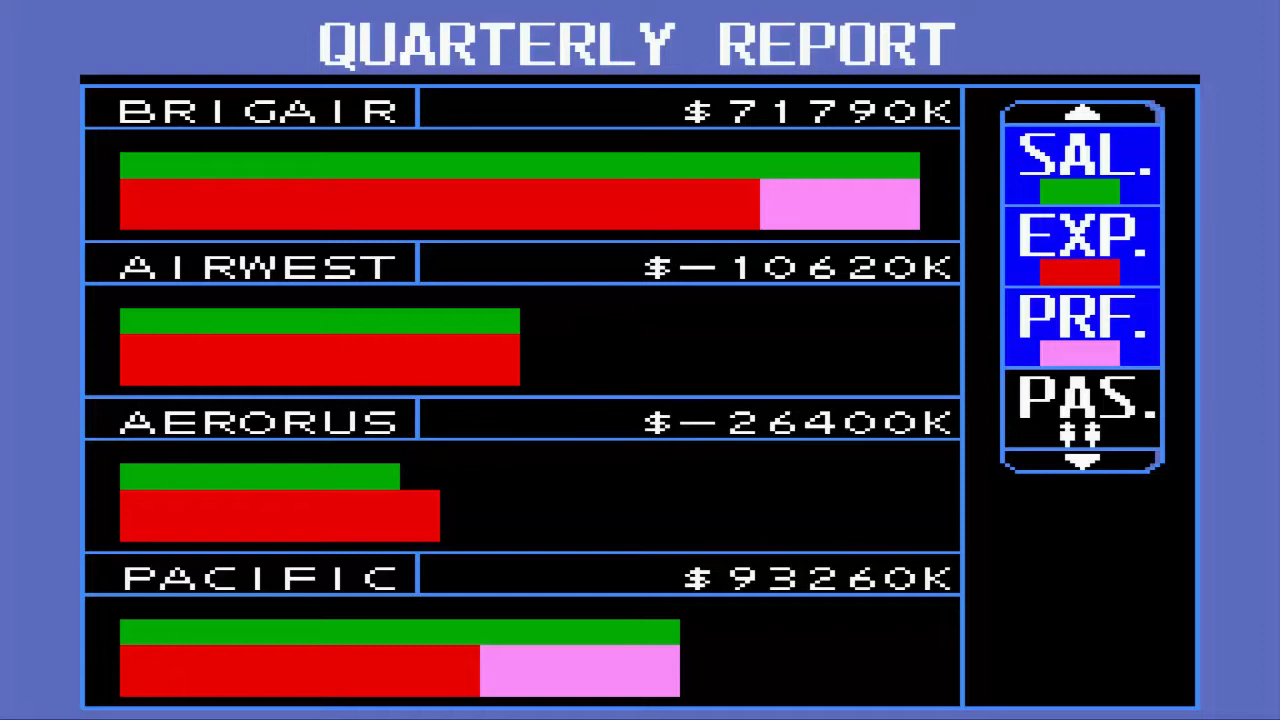 QUARTERLY REPORT
BRIGAIR $71790K
SAL.
EXP.
AIRWEST $-10620K
PRF.
PAS.
AERORUS $-26400K
PACIFIC $93260K